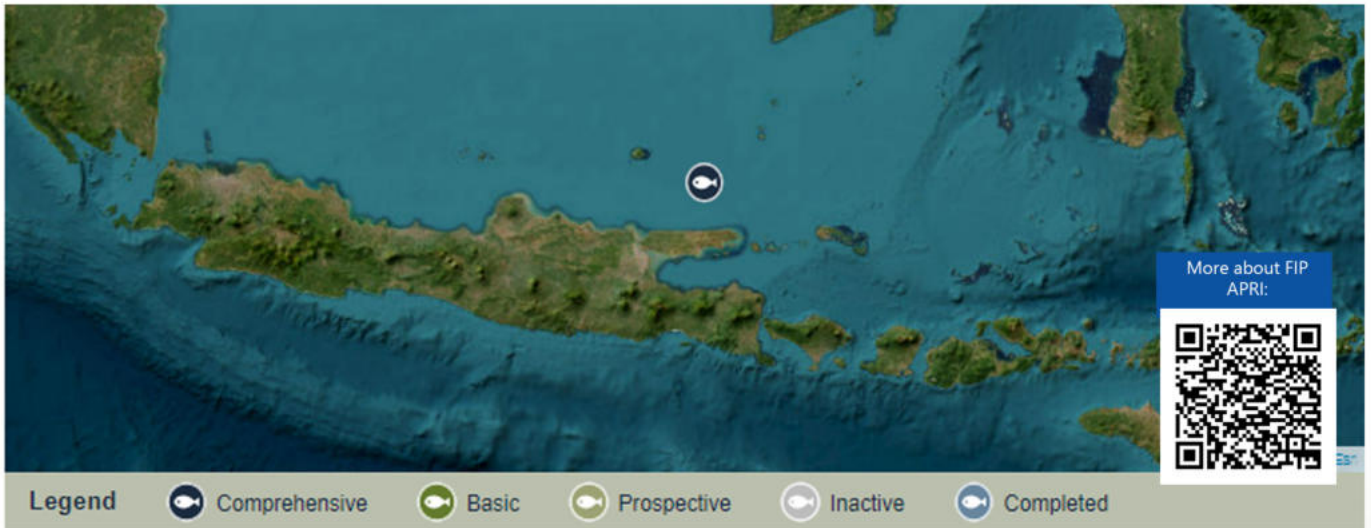 More about FIP
APRI:
Legend
Comprehensive
Basic
Prospective
Inactive
Completed